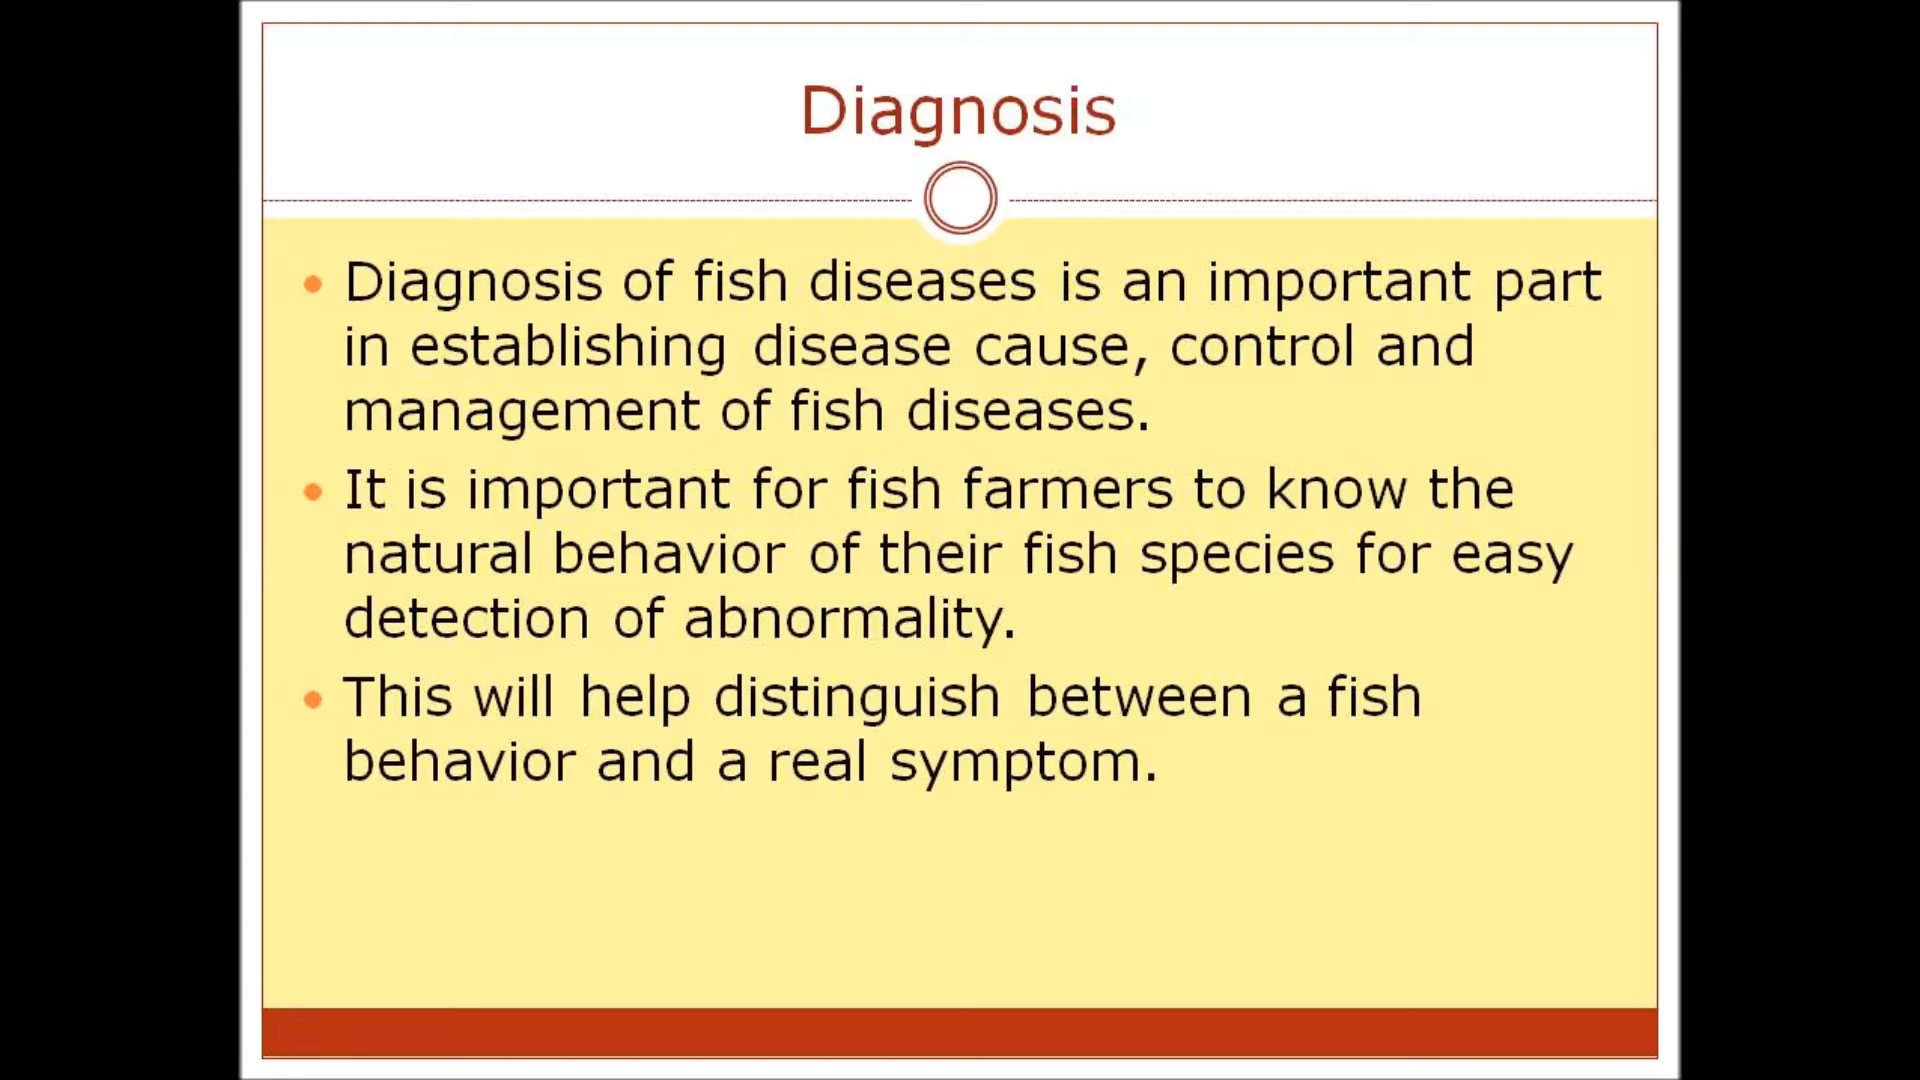 Diagnosis
• Diagnosis of fish diseases is an important part
in establishing disease cause, control and
management of fish diseases.
• It is important for fish farmers to know the
natural behavior of their fish species for easy
detection of abnormality.
• This will help distinguish between a fish
behavior and a real symptom.